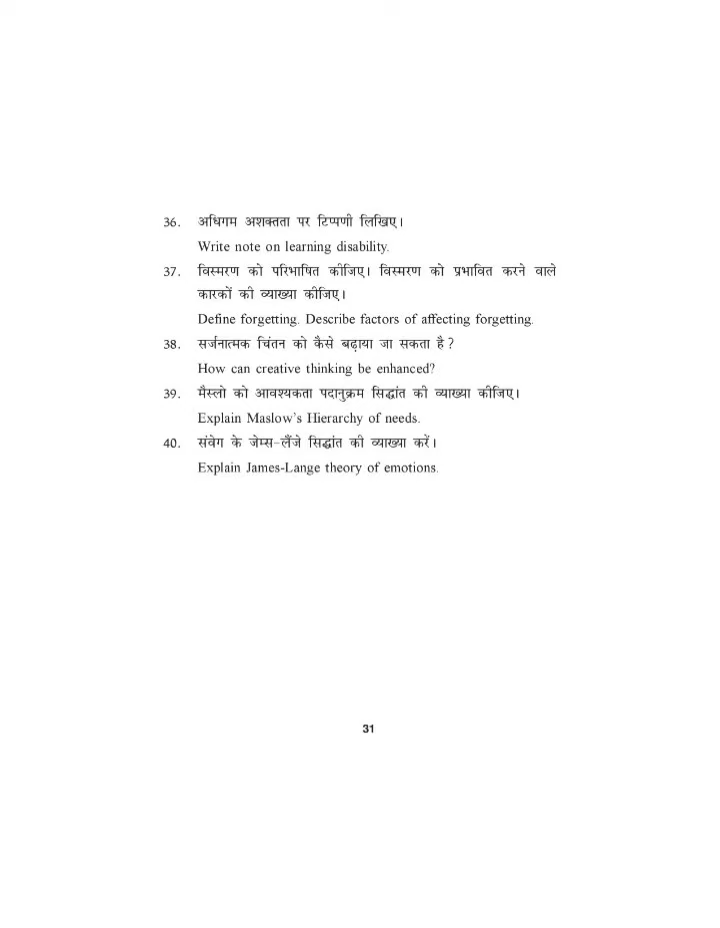 36. अधिगम अशक्तता पर टिप्पणी लिखिए।
Write note on learning disability.
37. विस्मरण को परिभाषित कीजिए। विस्मरण को प्रभावित करने वाले
कारकों की व्याख्या कीजिए।
Define forgetting. Describe factors of affecting forgetting.
38. सर्जनात्मक चिंतन को कैसे बढ़ाया जा सकता है ?
How can creative thinking be enhanced?
39. मैस्लो को आवश्यकता पदानुक्रम सिद्धांत की व्याख्या कीजिए।
Explain Maslow's Hierarchy of needs.
40. संवेग के जेम्स-लैंजे सिद्धांत की व्याख्या करें।
Explain James-Lange theory of emotions.
31